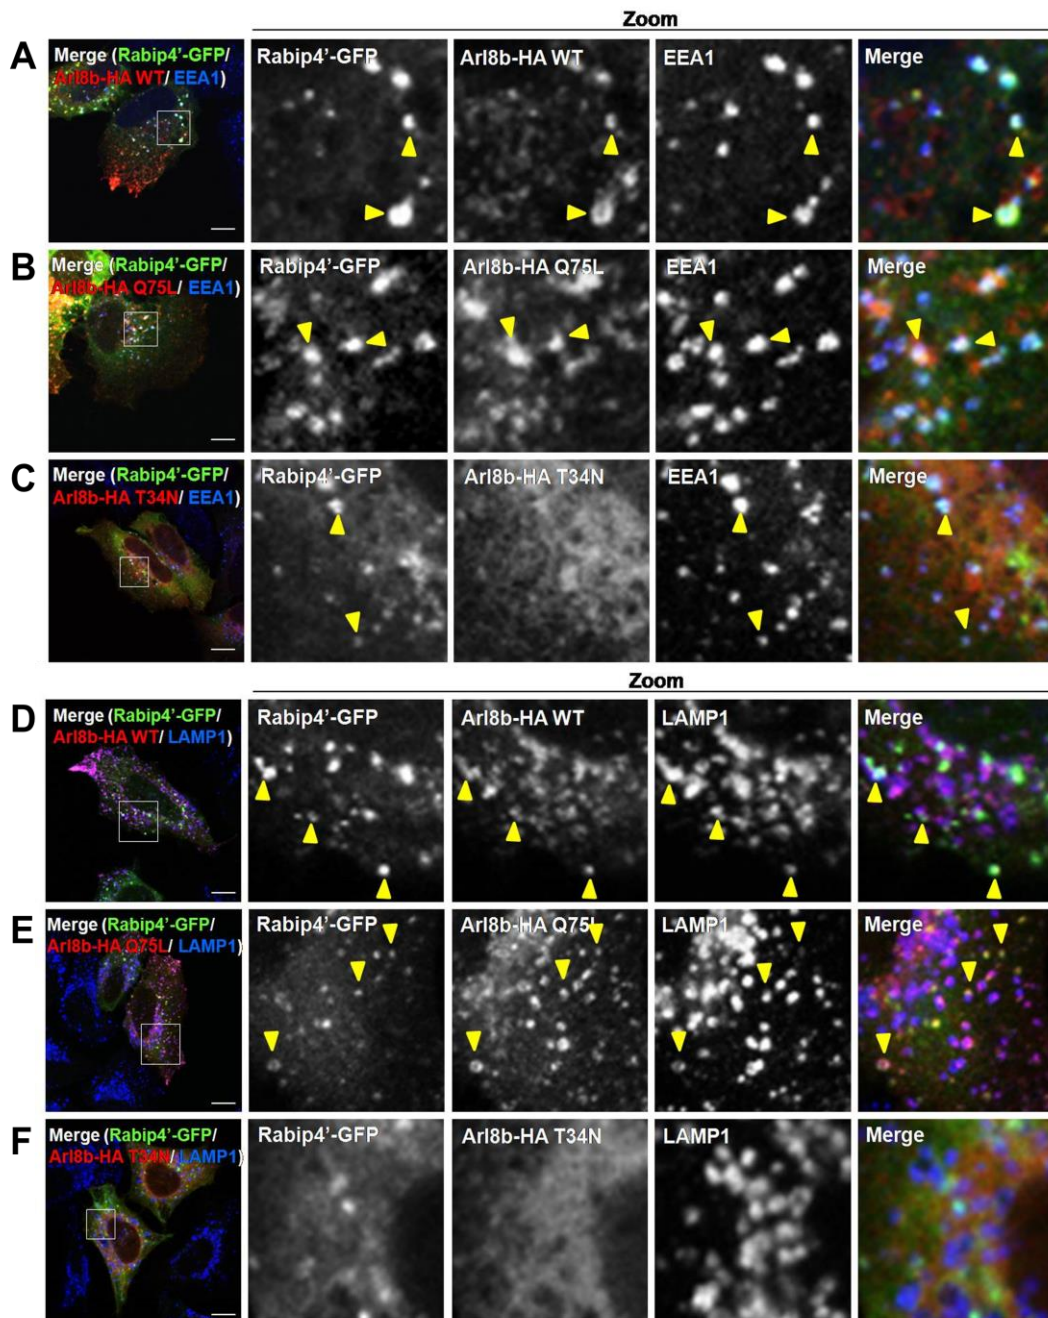 Zoom
A
Merge (Rabip4'-GFP/
Arl8b-HA WT/ EEA1)
Rabip4'-GFP
Arl8b-HA WT
EEA1
Merge
B
Merge (Rabip4'-GFP/
Arl8b-HA Q75L/ EEA1)
Rabip4'-GFP
Arl8b-HA Q75L
EEA1
Merge
C
Merge (Rabip4'-GFP/
Arl8b-HA T34N/ EEA1)
Rabip4'-GFP
Arl8b-HA T34N
EEA1
Merge
Zoom
D
Merge (Rabip4'-GFP/
Arl8b-HA WT/ LAMP1)
Rabip4'-GFP
Arl8b-HA WT
LAMP1
Merge
E
Merge (Rabip4'-GFP/
Arl8b-HA Q75L/ LAMP1)
Rabip4'-GFP
Arl8b-HA Q75L
LAMP1
Merge
F
Merge (Rabip4'-GFP/
Arl8b-HA T34N/ LAMP1)
Rabip4'-GFP
Arl8b-HA T34N
LAMP1
Merge